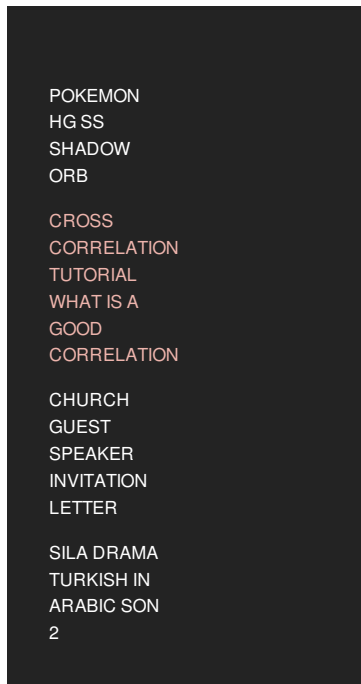 POKEMON
HG SS
SHADOW
ORB
CROSS
CORRELATION
TUTORIAL
WHAT IS A
GOOD
CORRELATION
CHURCH
GUEST
SPEAKER
INVITATION
LETTER
SILA DRAMA
TURKISH IN
ARABIC SON
2